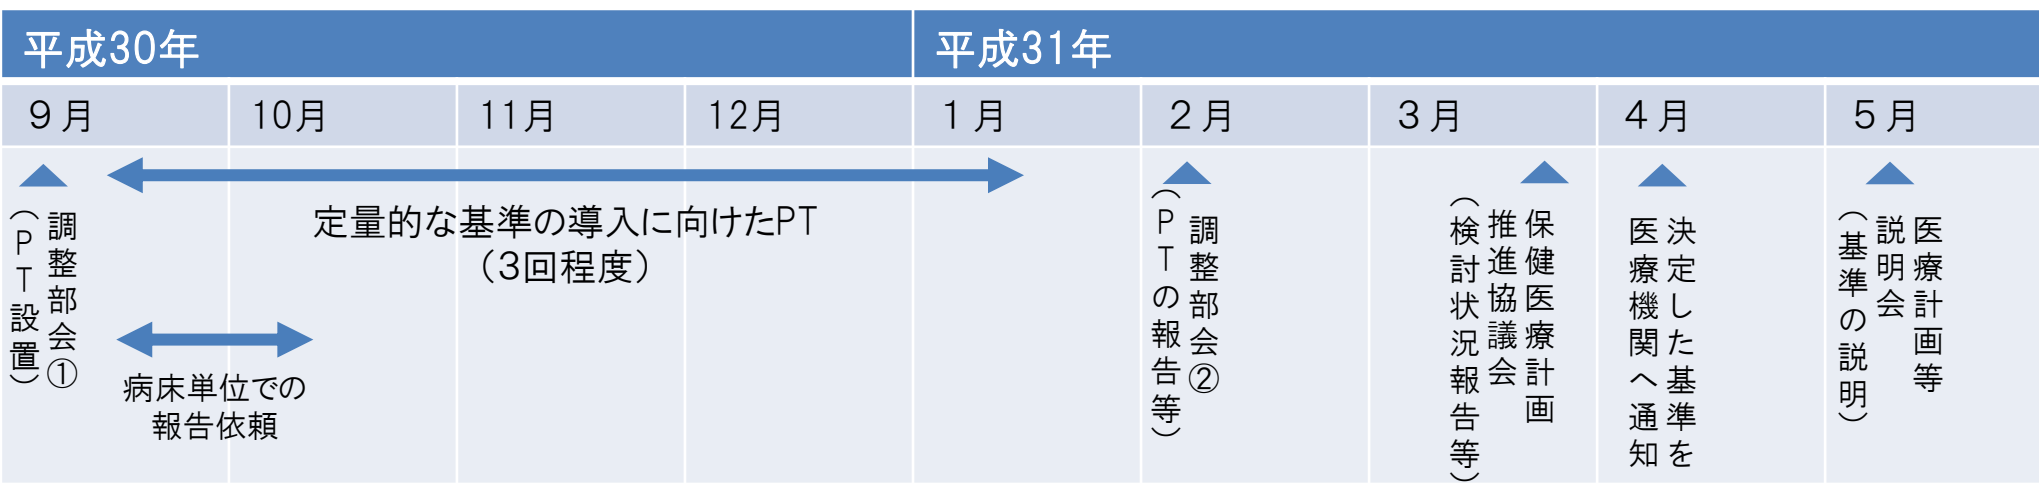 平成30年
平成31年
9月
10月
11月
12月
1月
2月
3月
4月
5月
調整部会①
（PT設置）
定量的な基準の導入に向けたPT
（3回程度）
病床単位での
報告依頼
調整部会②
（PTの報告等）
保健医療計画
推進協議会
（検討状況報告等）
決定した基準を
医療機関へ通知
医療計画等
説明会
（基準の説明）